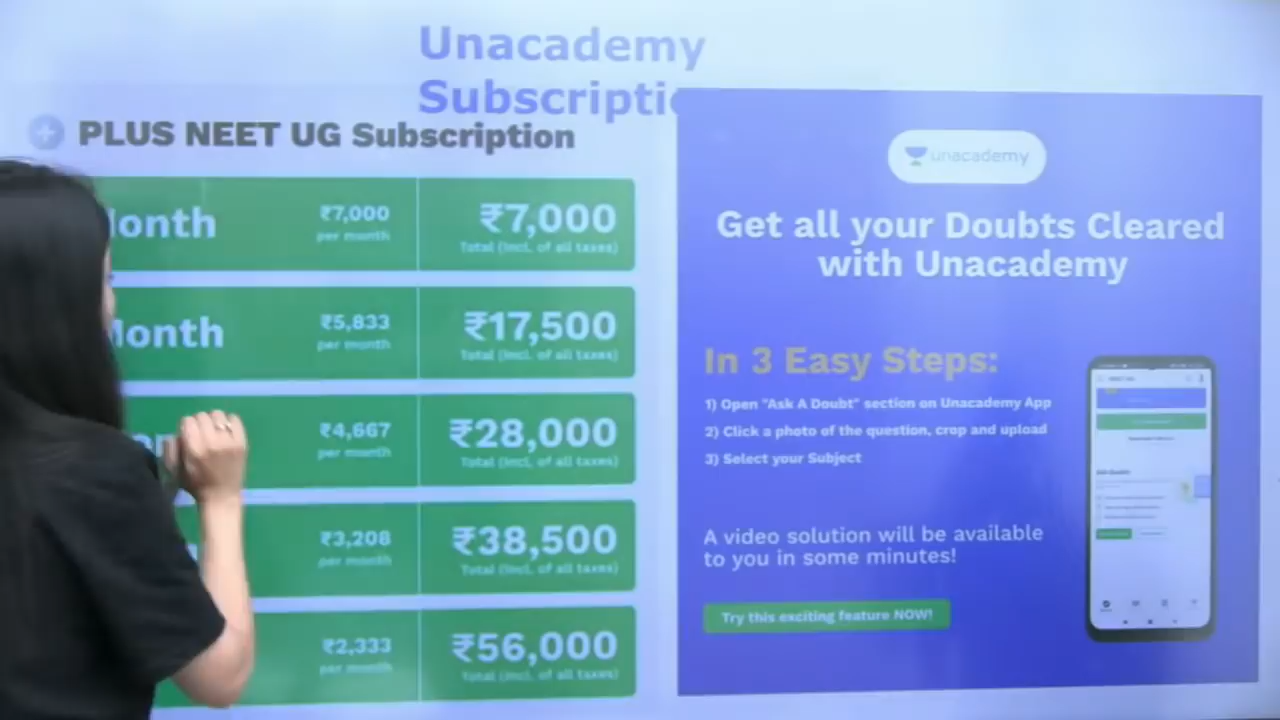 Unacademy
Subscripti
PLUS NEET UG Subscription
Month
₹7,000
per month
₹7,000
Total (Incl. of all taxes)
Month
₹5,833
per month
₹17,500
Total (Incl. of all taxes)
₹4,667
per month
₹28,000
Total (Incl. of all taxes)
₹3,208
per month
₹38,500
Total (Incl. of all taxes)
₹2,333
per month
₹56,000
Total (Incl. of all taxes)
unacademy
Get all your Doubts Cleared
with Unacademy
In 3 Easy Steps:
1) Open "Ask A Doubt" section on Unacademy App
2) Click a photo of the question, crop and upload
3) Select your Subject
A video solution will be available
to you in some minutes!
Try this exciting feature NOW!